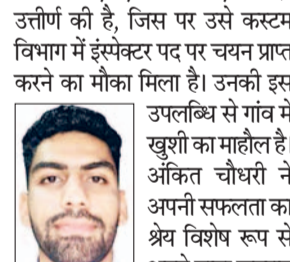 उत्तीर्ण की है, जिस पर उसे कस्टम
विभाग में इंस्पेक्टर पद पर चयन प्राप्त
करने का मौका मिला है। उनकी इस
उपलब्धि से गांव में
खुशी का माहौल है।
अंकित चौधरी ने
अपनी सफलता का
श्रेय विशेष रूप से